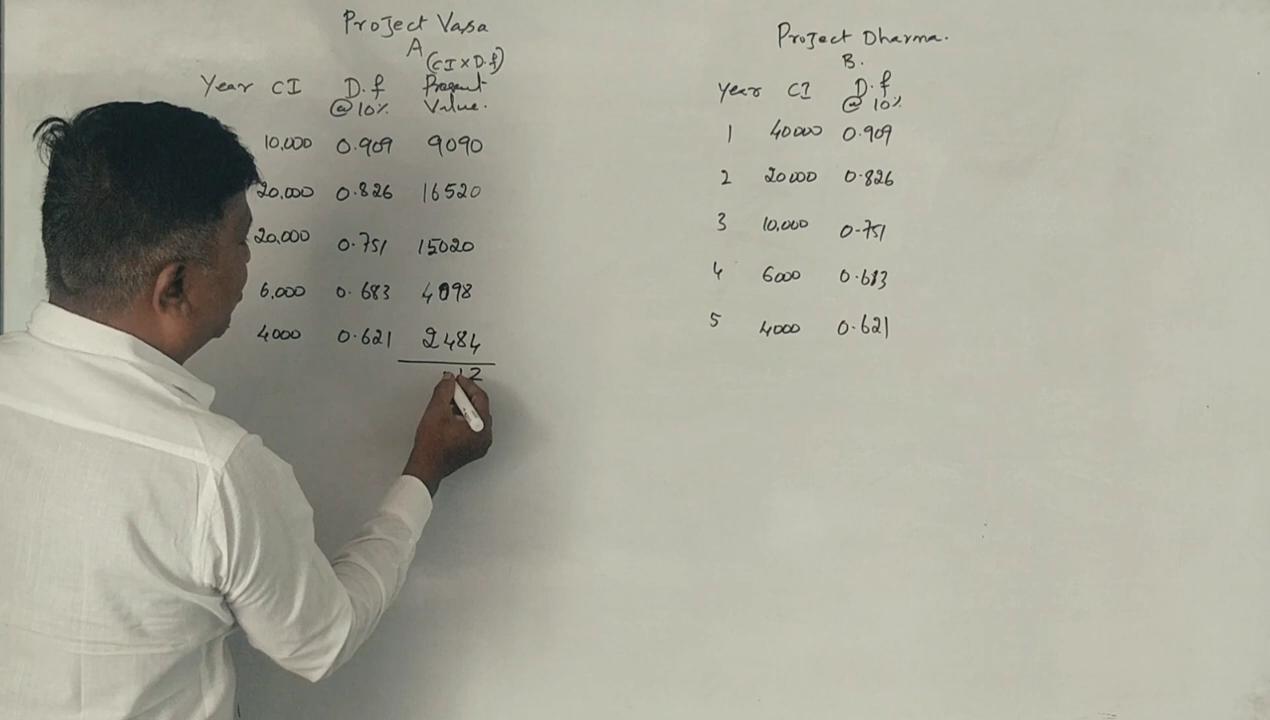 Project Vasa
A (CI x D.f)
Year CI D.f Present
@ 10% Value.
10,000 0.909 9090
20,000 0.826 16520
20,000 0.751 15020
6,000 0.683 4098
4000 0.621 2484
12
Project Dharma.
B.
Year CI D.f
@ 10%
1 40000 0.909
2 20000 0.826
3 10,000 0.751
4 6000 0.683
5 4000 0.621